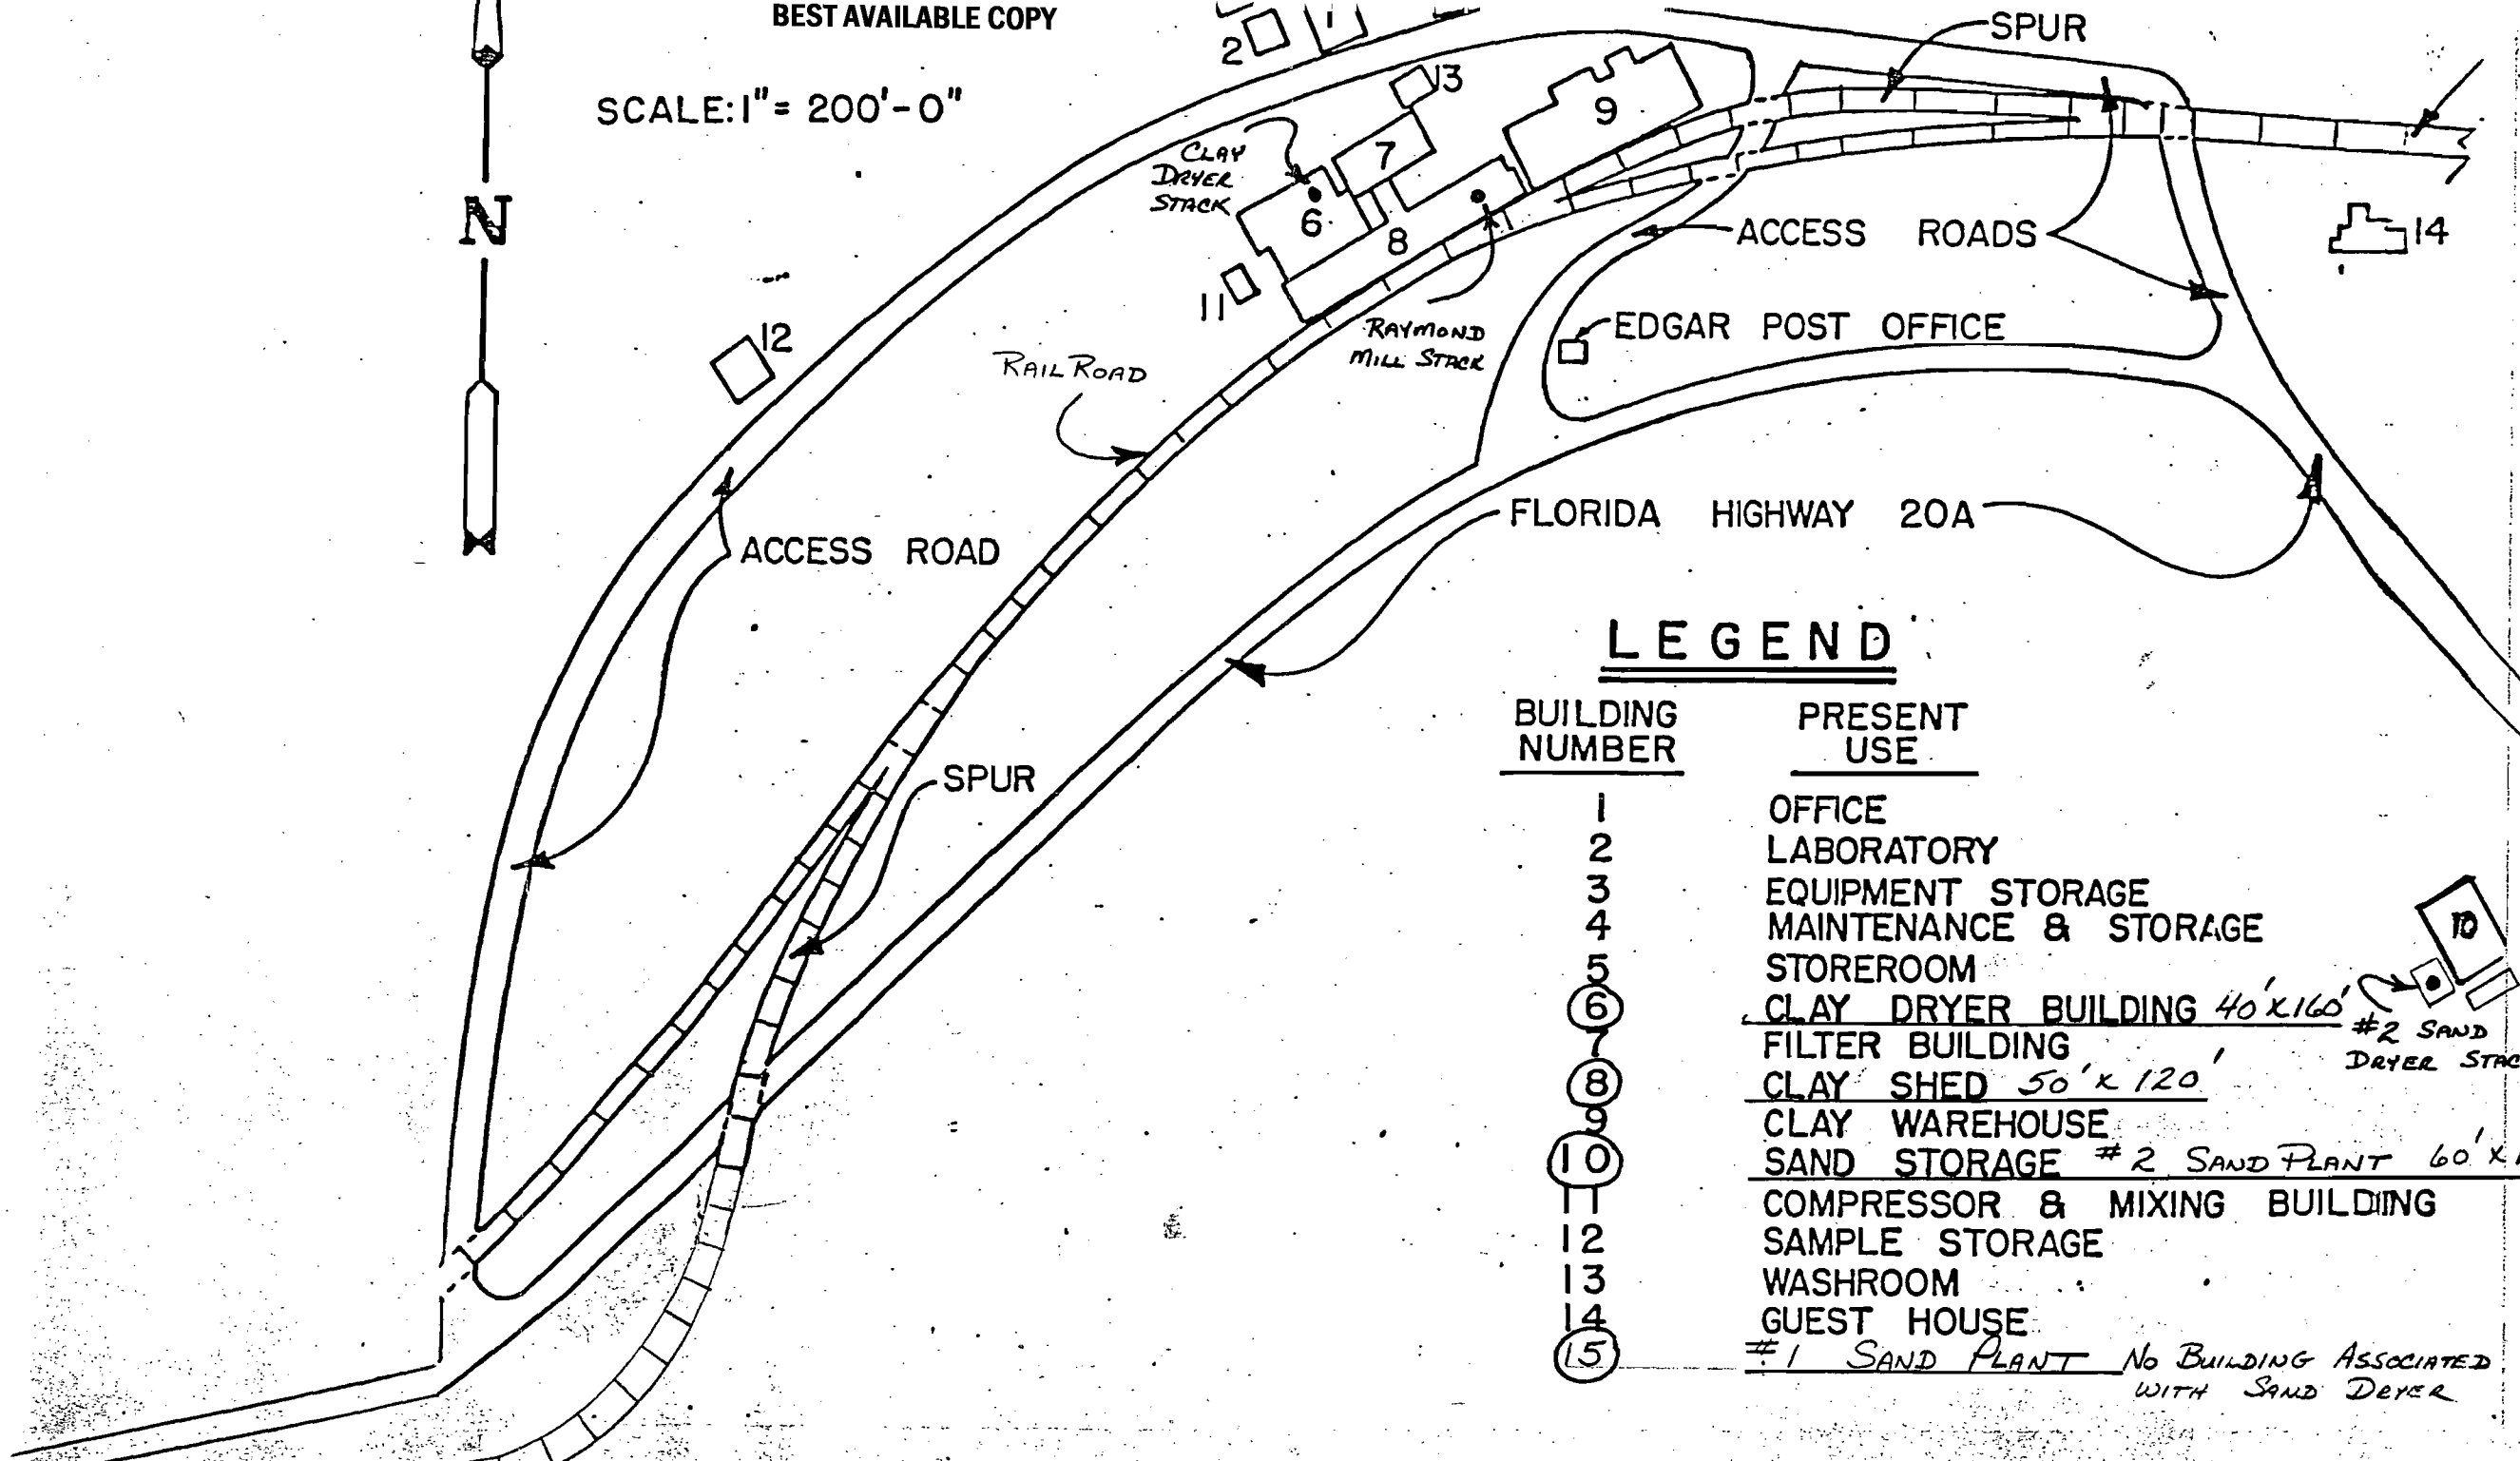 BEST AVAILABLE COPY
SCALE: 1" = 200'-0"
N
2
1
13
9
7
CLAY
DRYER
STACK
6
8
11
12
RAYMOND
MILL STACK
RAILROAD
SPUR
ACCESS ROADS
14
EDGAR POST OFFICE
FLORIDA HIGHWAY 20A
ACCESS ROAD
SPUR
LEGEND
BUILDING NUMBER PRESENT USE
1 OFFICE
2 LABORATORY
3 EQUIPMENT STORAGE
4 MAINTENANCE & STORAGE
5 STOREROOM
6 CLAY DRYER BUILDING 40'x160'
7 FILTER BUILDING
8 CLAY SHED 50'x120'
9 CLAY WAREHOUSE
10 SAND STORAGE #2 SAND PLANT 60'x
11 COMPRESSOR & MIXING BUILDING
12 SAMPLE STORAGE
13 WASHROOM
14 GUEST HOUSE
15 #1 SAND PLANT NO BUILDING ASSOCIATED
WITH SAND DRYER
10
#2 SAND
DRYER